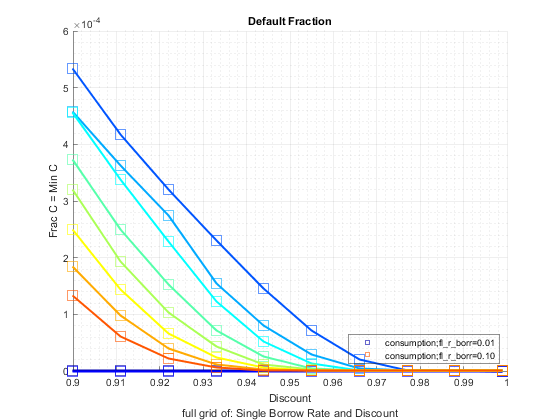 Default Fraction
×10⁻⁴
6
5
4
3
2
1
0
Frac C = Min C
0.9 0.91 0.92 0.93 0.94 0.95 0.96 0.97 0.98 0.99 1
consumption;fl_r_borr=0.01
consumption;fl_r_borr=0.10
Discount
full grid of: Single Borrow Rate and Discount